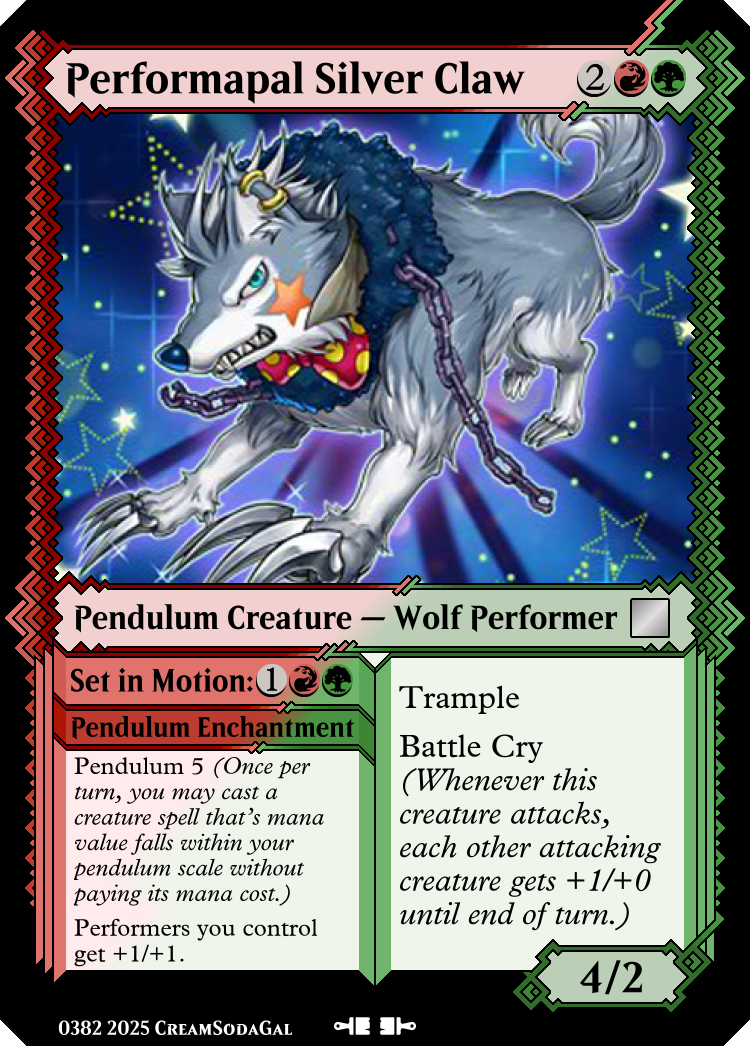 Performapal Silver Claw 2
Pendulum Creature — Wolf Performer
Set in Motion: 1
Pendulum Enchantment
Pendulum 5 (Once per
turn, you may cast a
creature spell that's mana
value falls within your
pendulum scale without
paying its mana cost.)
Performers you control
get +1/+1.
Trample
Battle Cry
(Whenever this
creature attacks,
each other attacking
creature gets +1/+0
until end of turn.)
4/2
0382 2025 CreamSodaGal